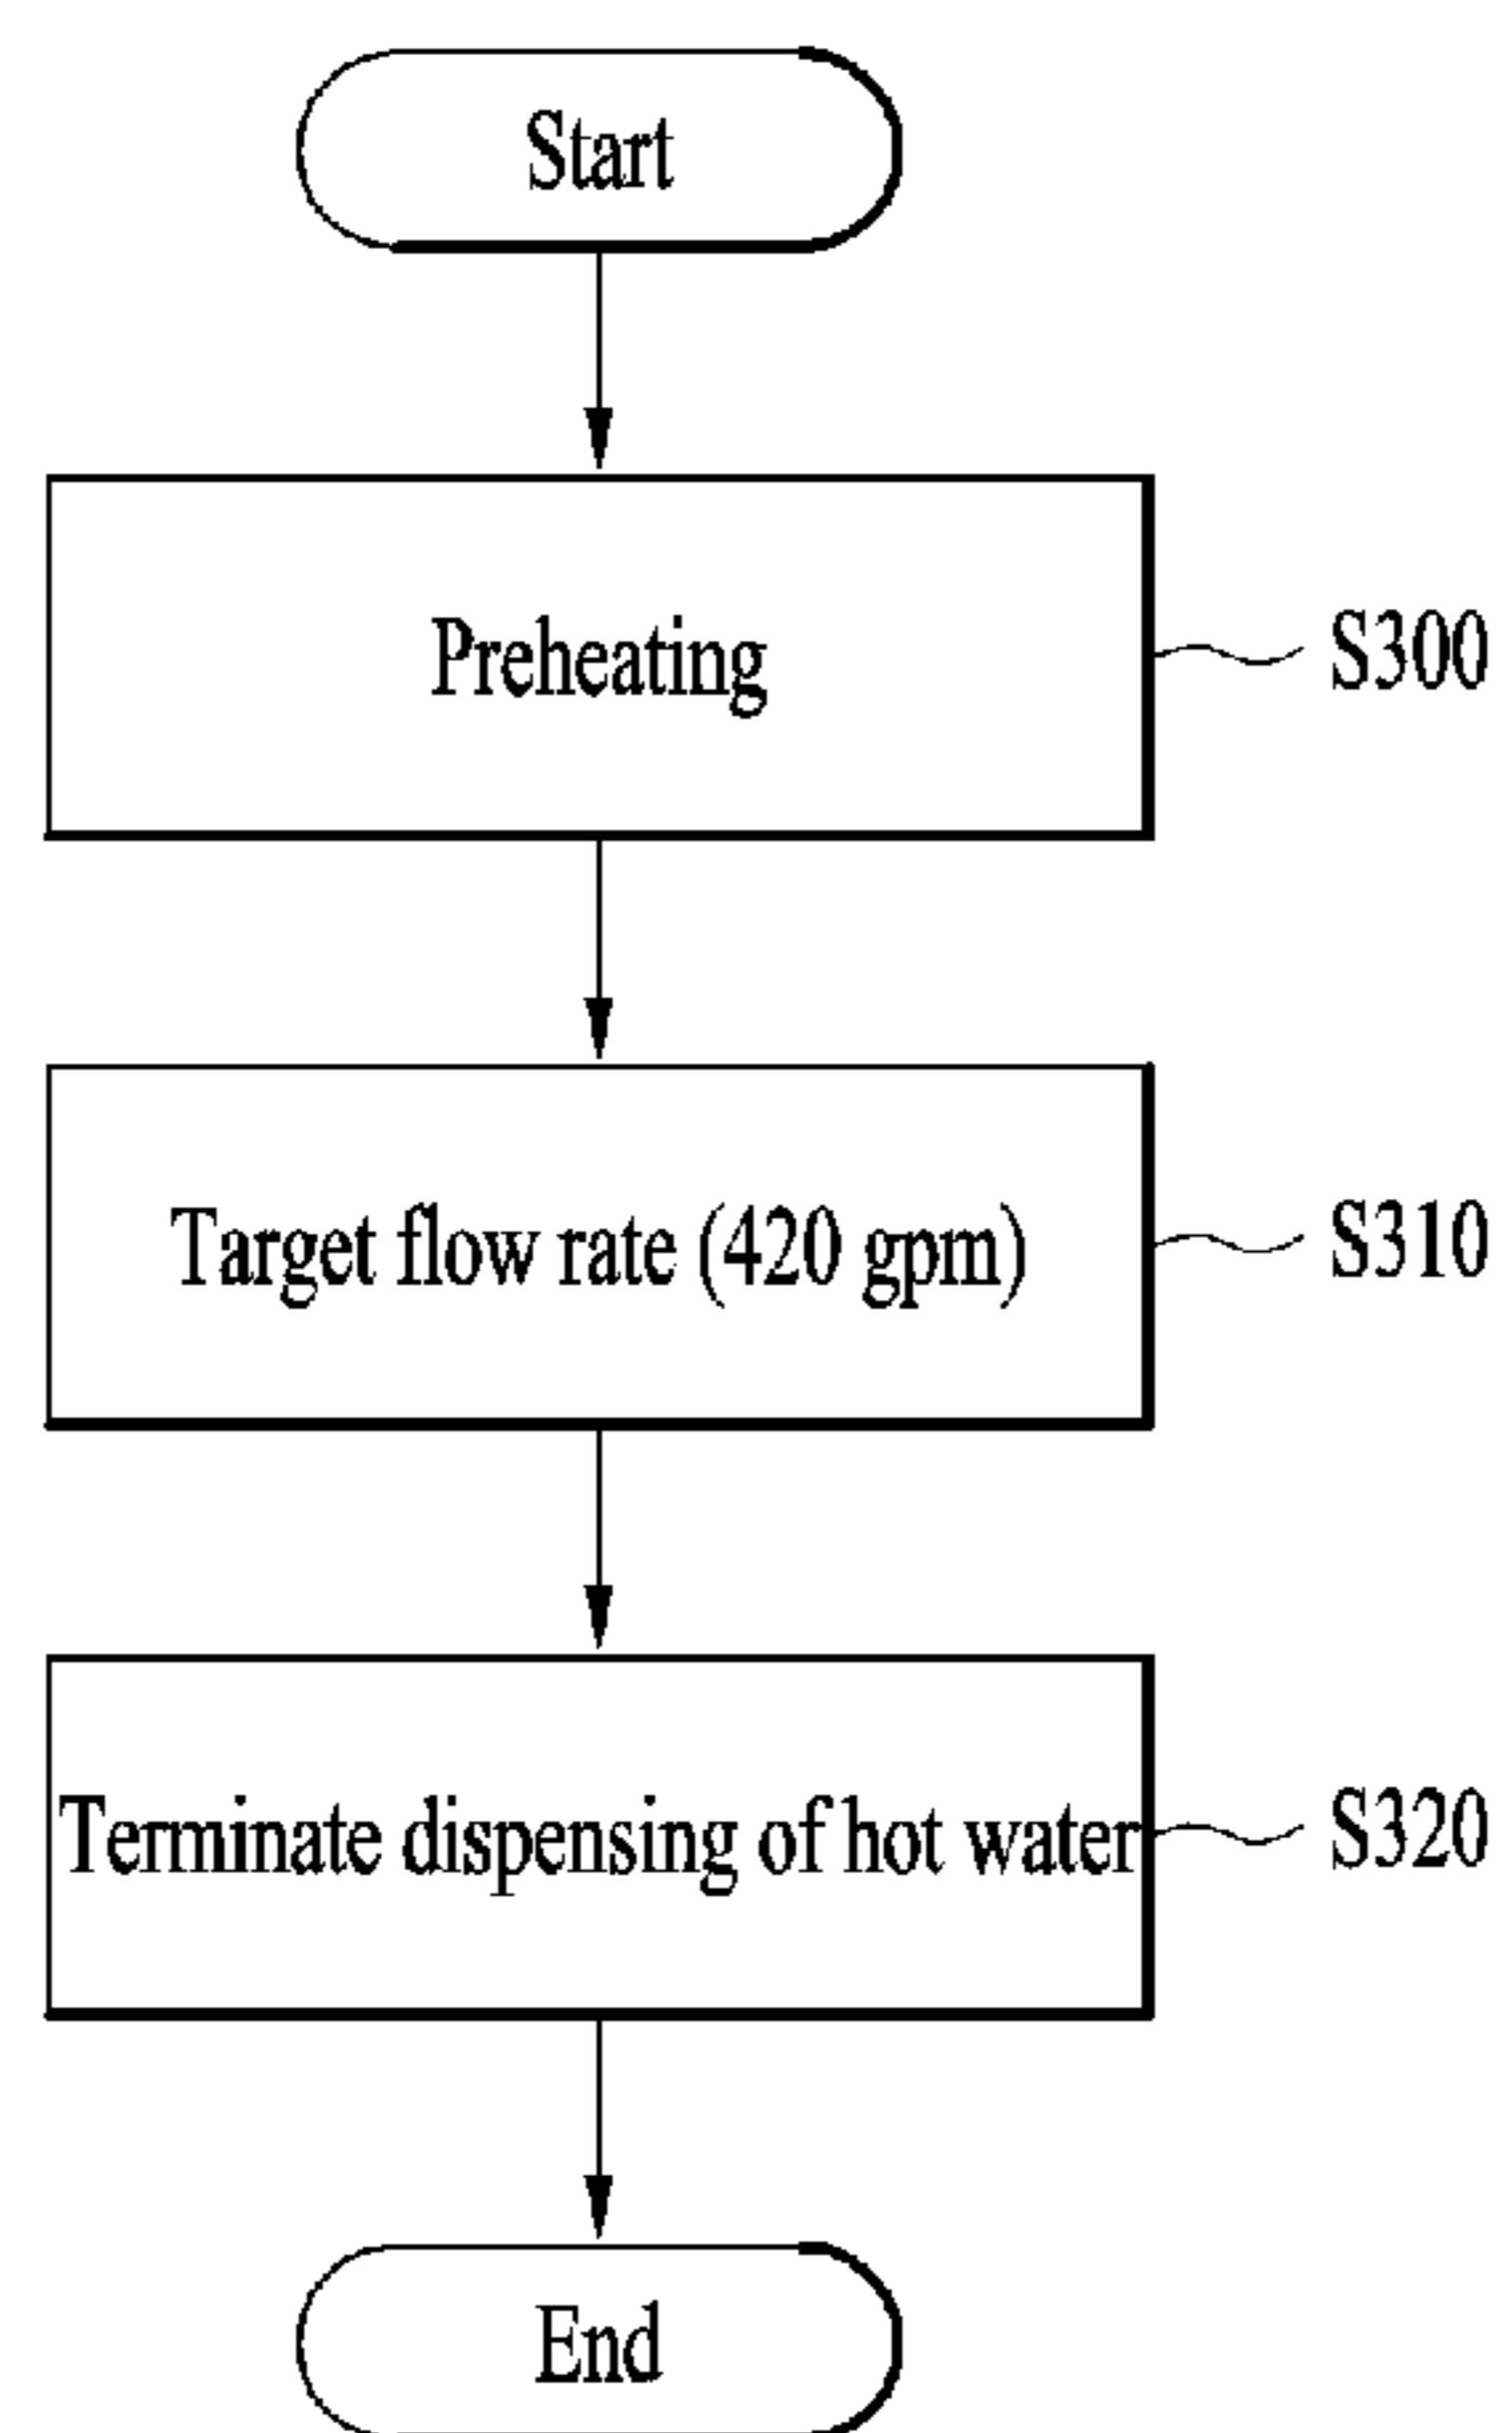 Start
Preheating
S300
Target flow rate (420 gpm)
S310
Terminate dispensing of hot water
S320
End